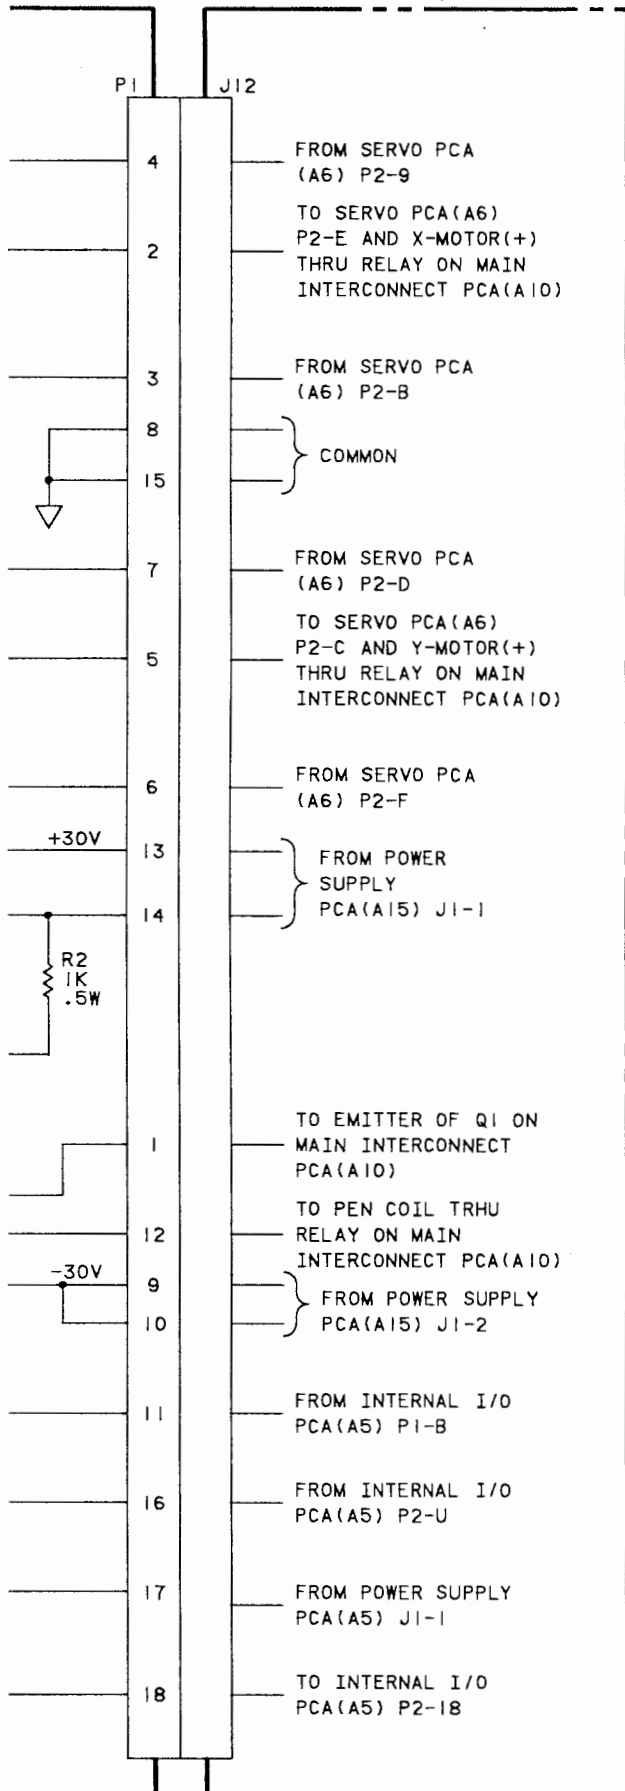 P1 J12
4 FROM SERVO PCA
(A6) P2-9
TO SERVO PCA(A6)
2 P2-E AND X-MOTOR(+)
THRU RELAY ON MAIN
INTERCONNECT PCA(A10)
3 FROM SERVO PCA
(A6) P2-B
8
COMMON
15
7 FROM SERVO PCA
(A6) P2-D
TO SERVO PCA(A6)
5 P2-C AND Y-MOTOR(+)
THRU RELAY ON MAIN
INTERCONNECT PCA(A10)
6 FROM SERVO PCA
(A6) P2-F
+30V 13
FROM POWER
SUPPLY
14 PCA(A15) J1-1
R2
1K
.5W
TO EMITTER OF Q1 ON
1 MAIN INTERCONNECT
PCA(A10)
TO PEN COIL TRHU
12 RELAY ON MAIN
INTERCONNECT PCA(A10)
-30V 9
FROM POWER SUPPLY
10 PCA(A15) J1-2
11 FROM INTERNAL I/O
PCA(A5) P1-B
16 FROM INTERNAL I/O
PCA(A5) P2-U
17 FROM POWER SUPPLY
PCA(A5) J1-1
18 TO INTERNAL I/O
PCA(A5) P2-18